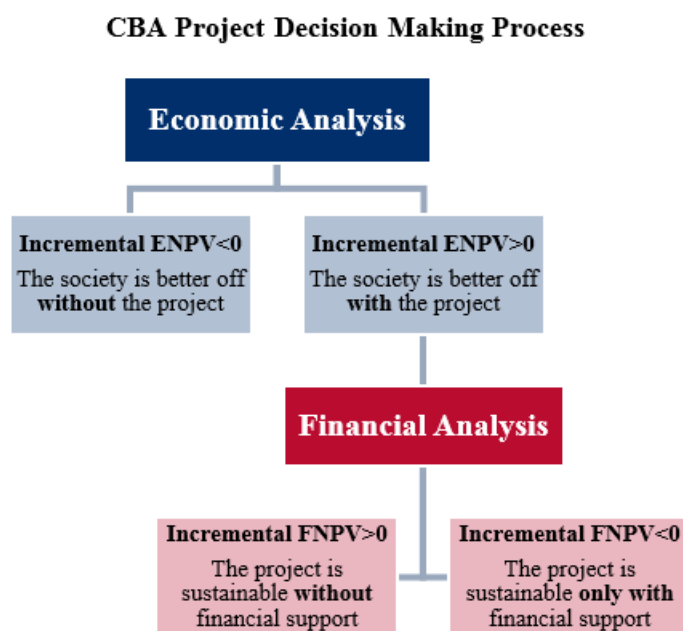 CBA Project Decision Making Process
Economic Analysis
Incremental ENPV<0
The society is better off
without the project
Incremental ENPV>0
The society is better off
with the project
Financial Analysis
Incremental FNPV>0
The project is
sustainable without
financial support
Incremental FNPV<0
The project is
sustainable only with
financial support